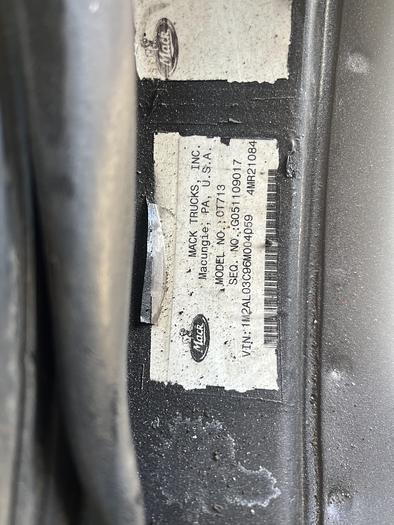 Mack
MACK TRUCKS, INC.
Macungie, PA, U.S.A.
MODEL NO.:CT713
SEQ. NO.:G051109017
4MR21084
VIN:1M2AL03C96M004059
Mack